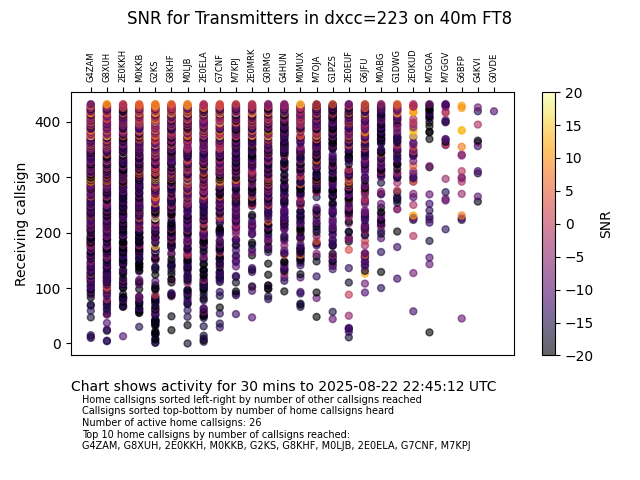 SNR for Transmitters in dxcc=223 on 40m FT8
G4ZAM G8XUH 2E0KKH M0KKB G2KS G8KHF M0LJB 2E0ELA G7CNF M7KPJ 2E0MRK G0RMG G4HUN M0MUX M7OJA G1PZS 2E0EUF G6JFU M0ABG G1DWG 2E0KUD M7GOA M7GGV G6BFP G4KVI G0VDE
Receiving callsign
400
300
200
100
0
20
15
10
5
0
−5
−10
−15
−20
SNR
Chart shows activity for 30 mins to 2025-08-22 22:45:12 UTC
Home callsigns sorted left-right by number of other callsigns reached
Callsigns sorted top-bottom by number of home callsigns heard
Number of active home callsigns: 26
Top 10 home callsigns by number of callsigns reached:
G4ZAM, G8XUH, 2E0KKH, M0KKB, G2KS, G8KHF, M0LJB, 2E0ELA, G7CNF, M7KPJ